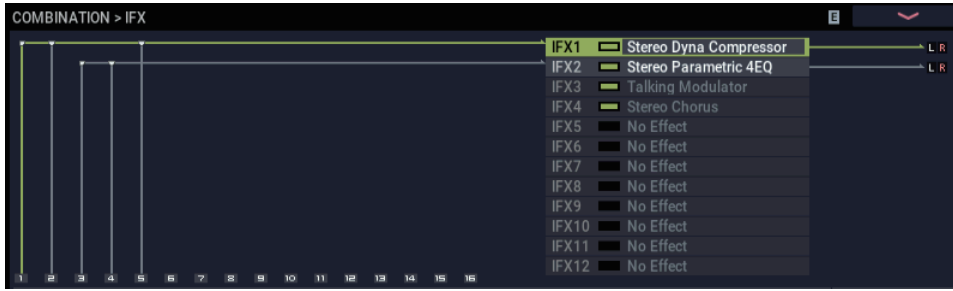 COMBINATION > IFX E
IFX1 Stereo Dyna Compressor L R
IFX2 Stereo Parametric 4EQ L R
IFX3 Talking Modulator
IFX4 Stereo Chorus
IFX5 No Effect
IFX6 No Effect
IFX7 No Effect
IFX8 No Effect
IFX9 No Effect
IFX10 No Effect
IFX11 No Effect
IFX12 No Effect
1 2 3 4 5 6 7 8 9 10 11 12 13 14 15 16